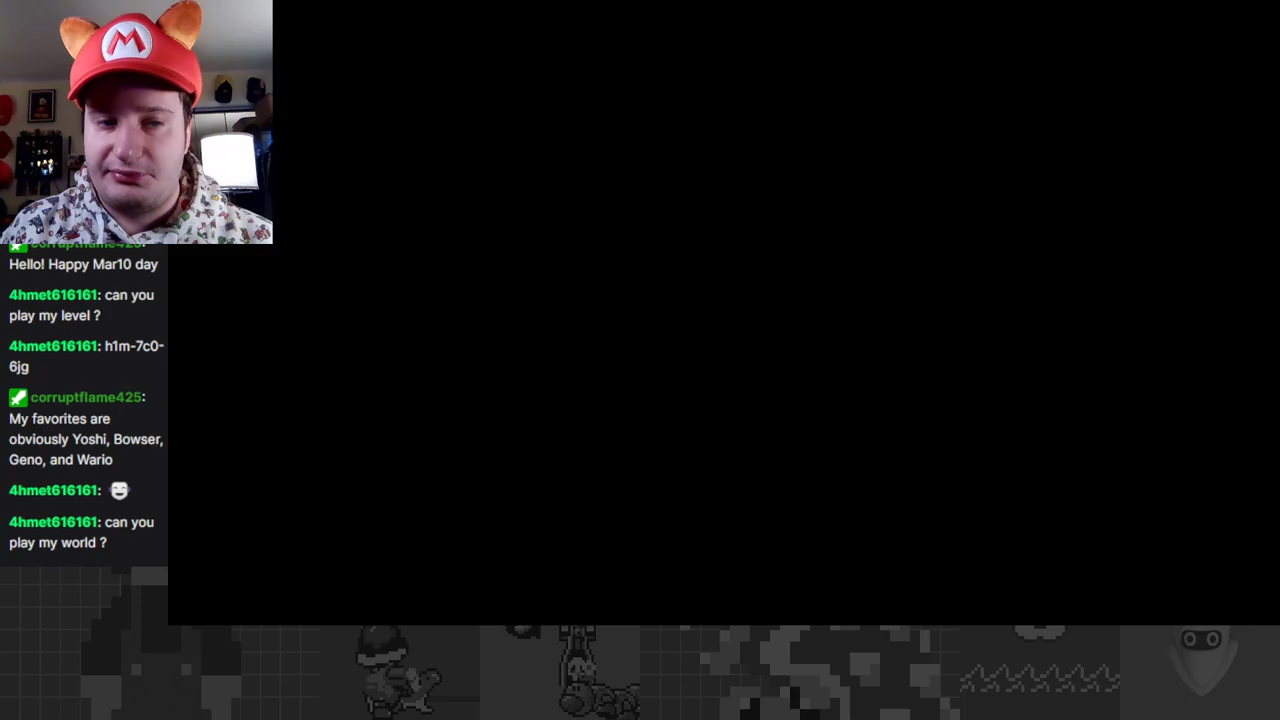 M
corruptflame425:
Hello! Happy Mar10 day
4hmet616161: can you
play my level ?
4hmet616161: h1m-7c0-
6jg
corruptflame425:
My favorites are
obviously Yoshi, Bowser,
Geno, and Wario
4hmet616161:
4hmet616161: can you
play my world ?